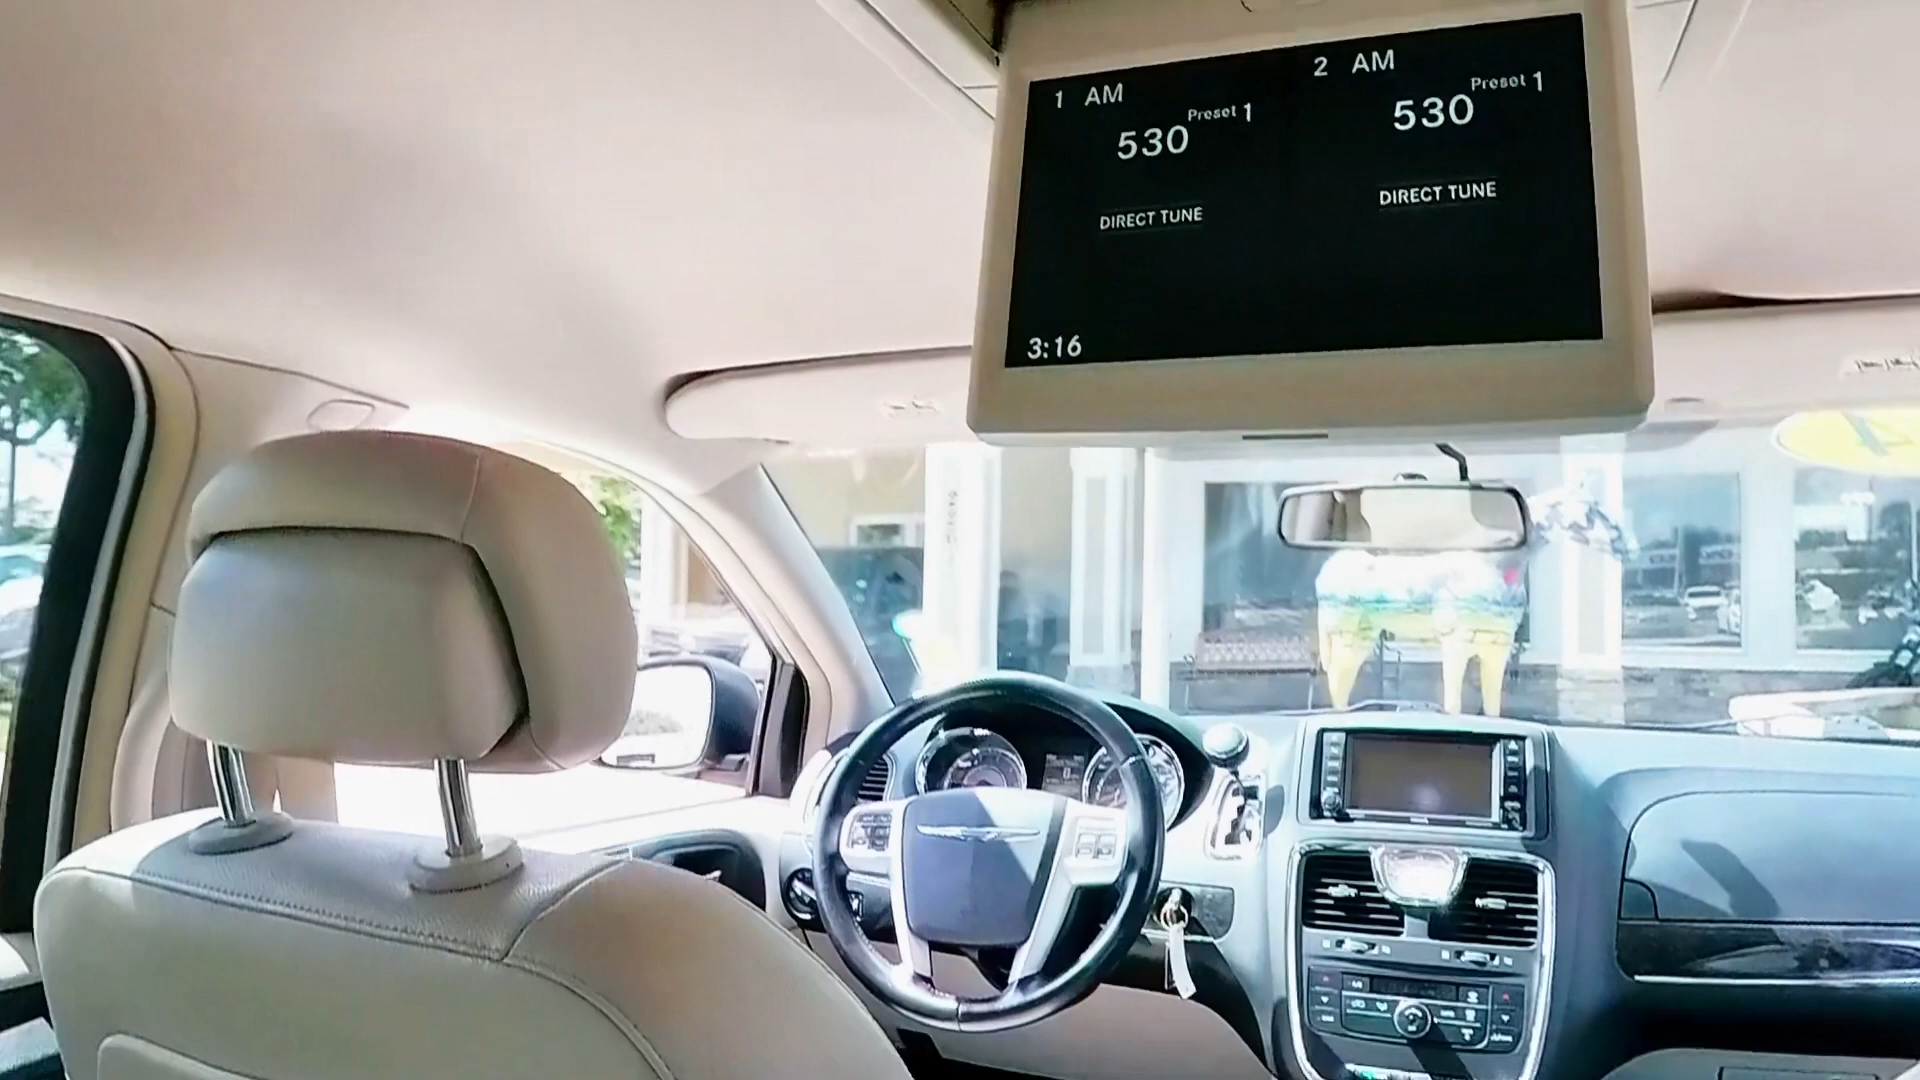 1 AM
Preset 1
530
DIRECT TUNE
2 AM
Preset 1
530
DIRECT TUNE
3:16